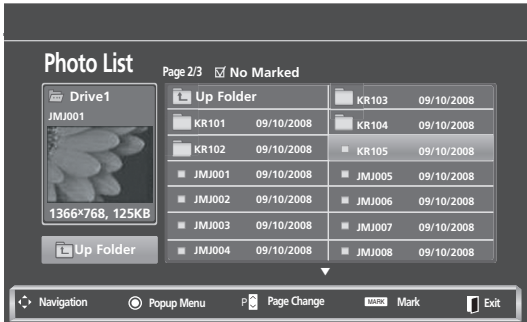 Photo List
Page 2/3 No Marked
Drive1
JMJ001
1366×768, 125KB
Up Folder
Up Folder
KR101 09/10/2008
KR102 09/10/2008
JMJ001 09/10/2008
JMJ002 09/10/2008
JMJ003 09/10/2008
JMJ004 09/10/2008
KR103 09/10/2008
KR104 09/10/2008
KR105 09/10/2008
JMJ005 09/10/2008
JMJ006 09/10/2008
JMJ007 09/10/2008
JMJ008 09/10/2008
Navigation Popup Menu P Page Change MARK Mark Exit